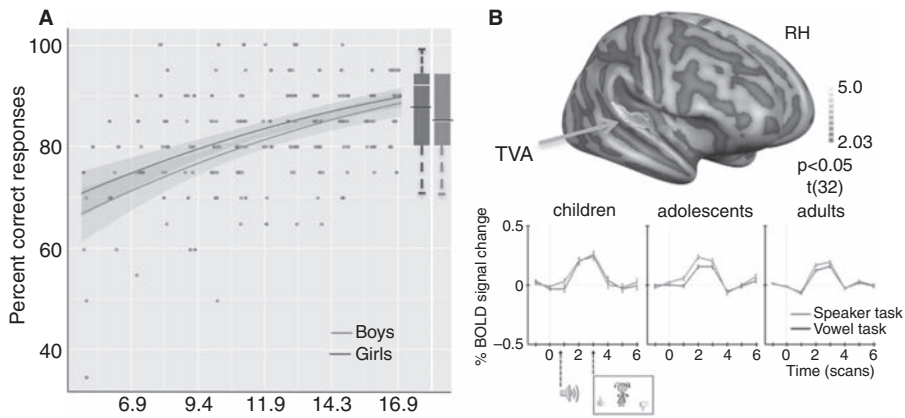 A
Percent correct responses
100
80
60
40
Boys
Girls
6.9 9.4 11.9 14.3 16.9
B
RH
TVA
5.0
2.03
p<0.05
t(32)
children adolescents adults
% BOLD signal change
0.5
0
–0.5
Speaker task
Vowel task
0 2 4 6 0 2 4 6 0 2 4 6
Time (scans)